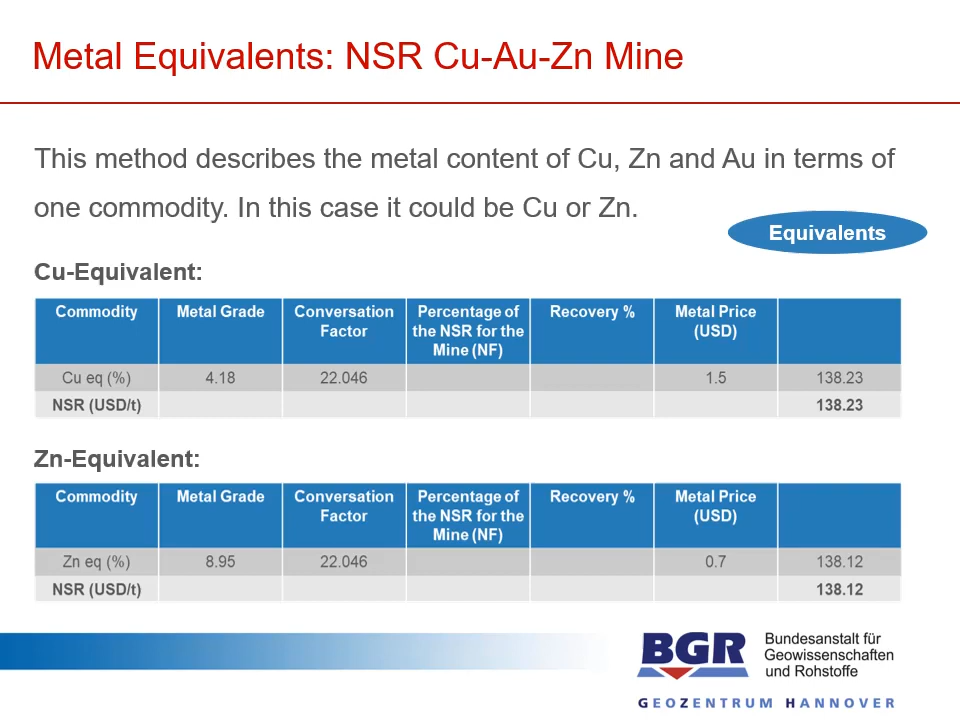 Metal Equivalents: NSR Cu-Au-Zn Mine
This method describes the metal content of Cu, Zn and Au in terms of
one commodity. In this case it could be Cu or Zn.
Equivalents
Cu-Equivalent:
Commodity Metal Grade Conversation Factor Percentage of the NSR for the Mine (NF) Recovery % Metal Price (USD)
Cu eq (%) 4.18 22.046 1.5 138.23
NSR (USD/t) 138.23
Zn-Equivalent:
Commodity Metal Grade Conversation Factor Percentage of the NSR for the Mine (NF) Recovery % Metal Price (USD)
Zn eq (%) 8.95 22.046 0.7 138.12
NSR (USD/t) 138.12
BGR
Bundesanstalt für
Geowissenschaften
und Rohstoffe
GEOZENTRUM HANNOVER